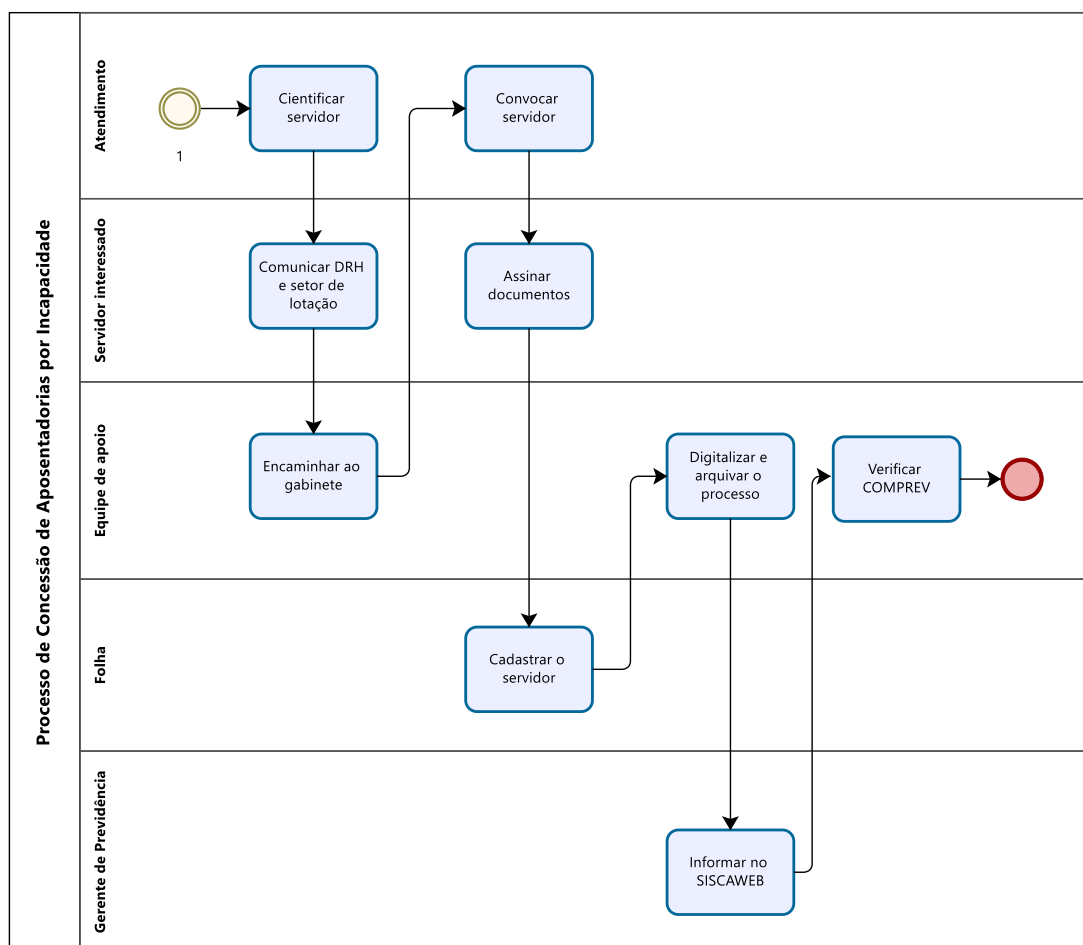 Processo de Concessão de Aposentadorias por Incapacidade
Atendimento
1
Cientificar
servidor
Convocar
servidor
Servidor interessado
Comunicar DRH
e setor de
lotação
Assinar
documentos
Equipe de apoio
Encaminhar ao
gabinete
Digitalizar e
arquivar o
processo
Verificar
COMPREV
Folha
Cadastrar o
servidor
Gerente de Previdência
Informar no
SISCAWEB